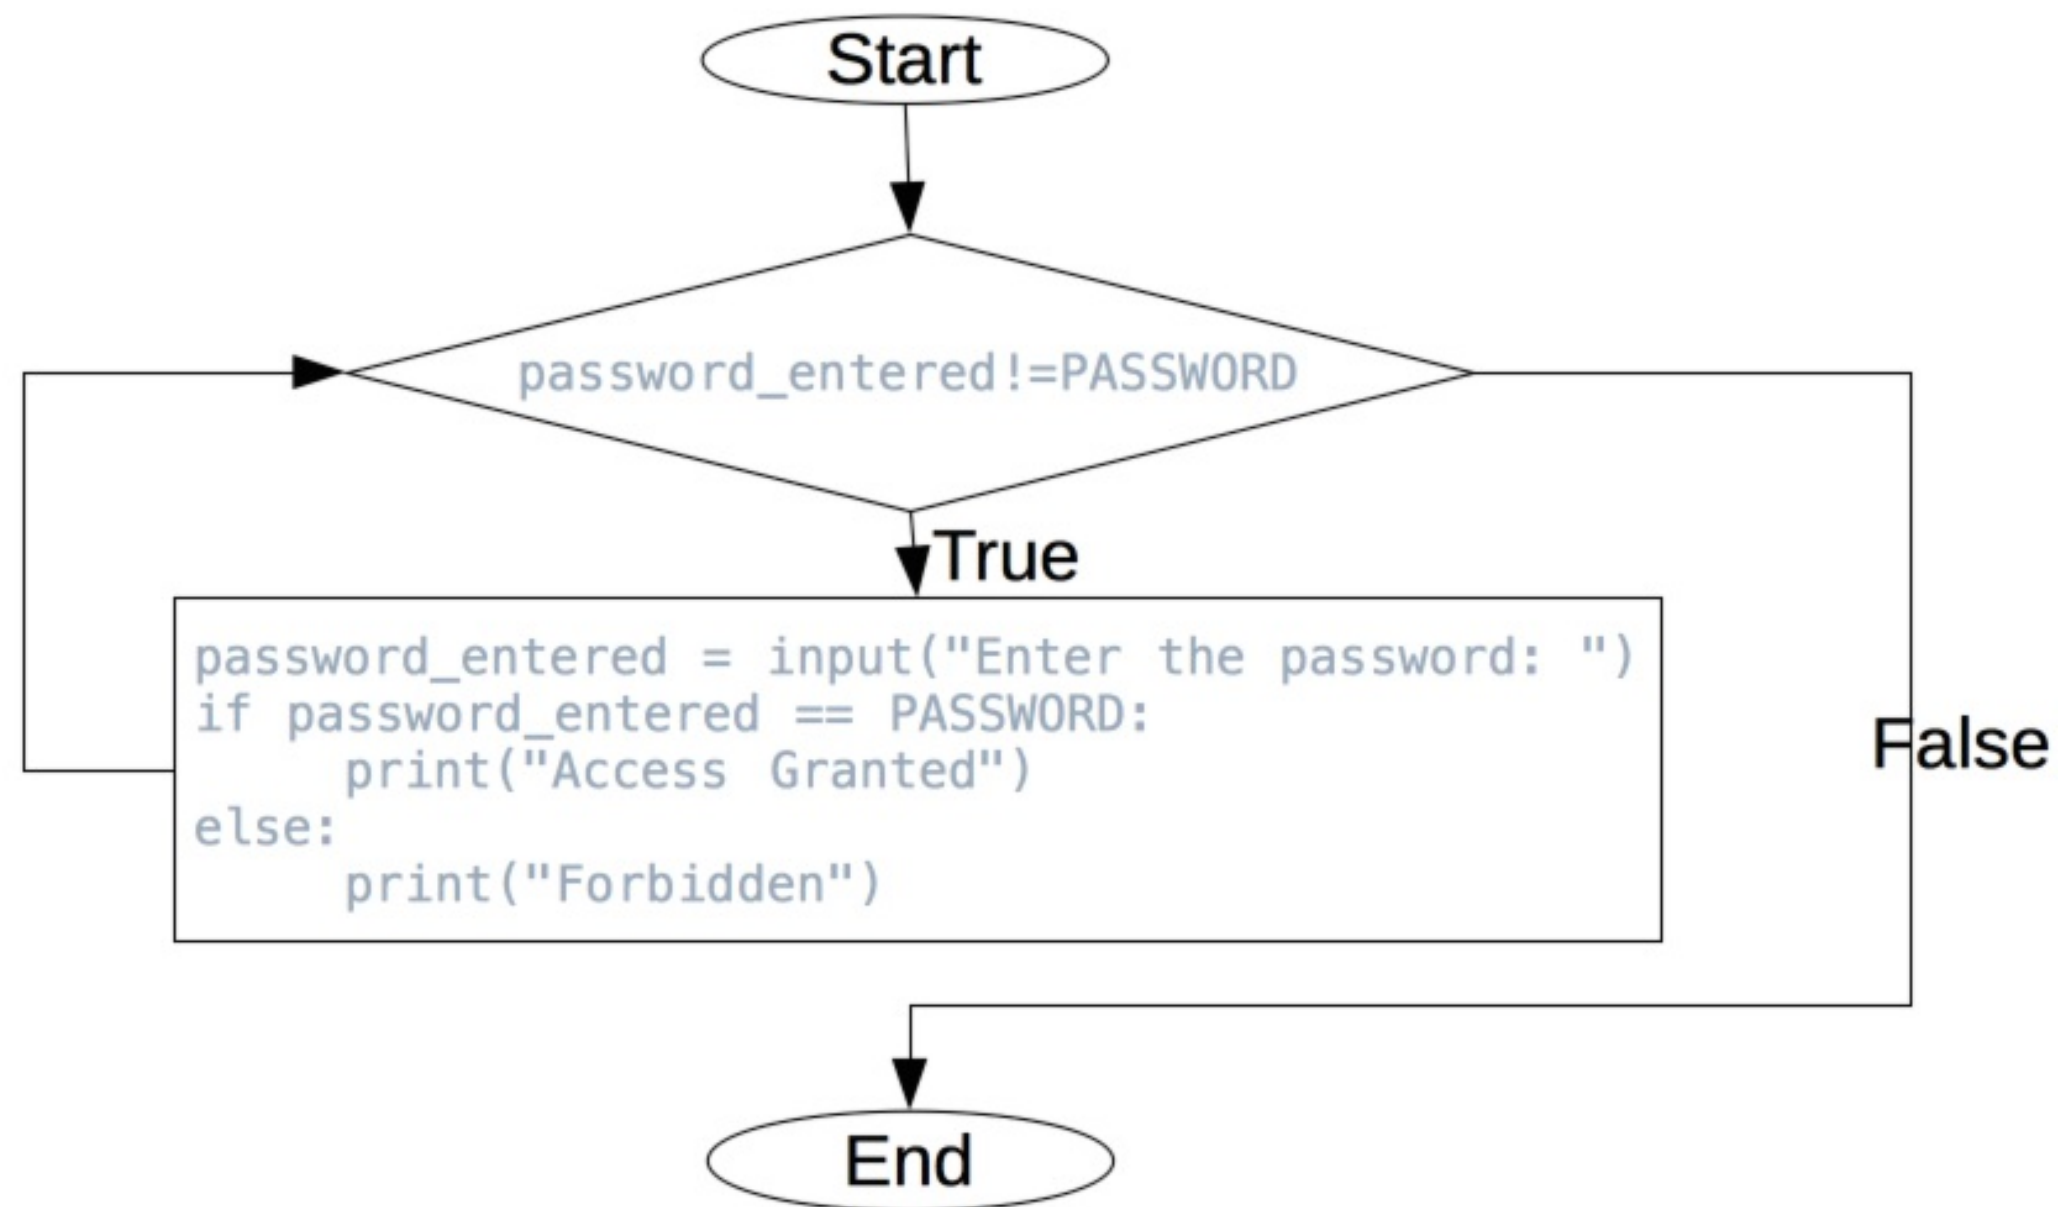 Start
password_entered!=PASSWORD
True
password_entered = input("Enter the password: ")
if password_entered == PASSWORD:
     print("Access Granted")
else:
     print("Forbidden")
False
End